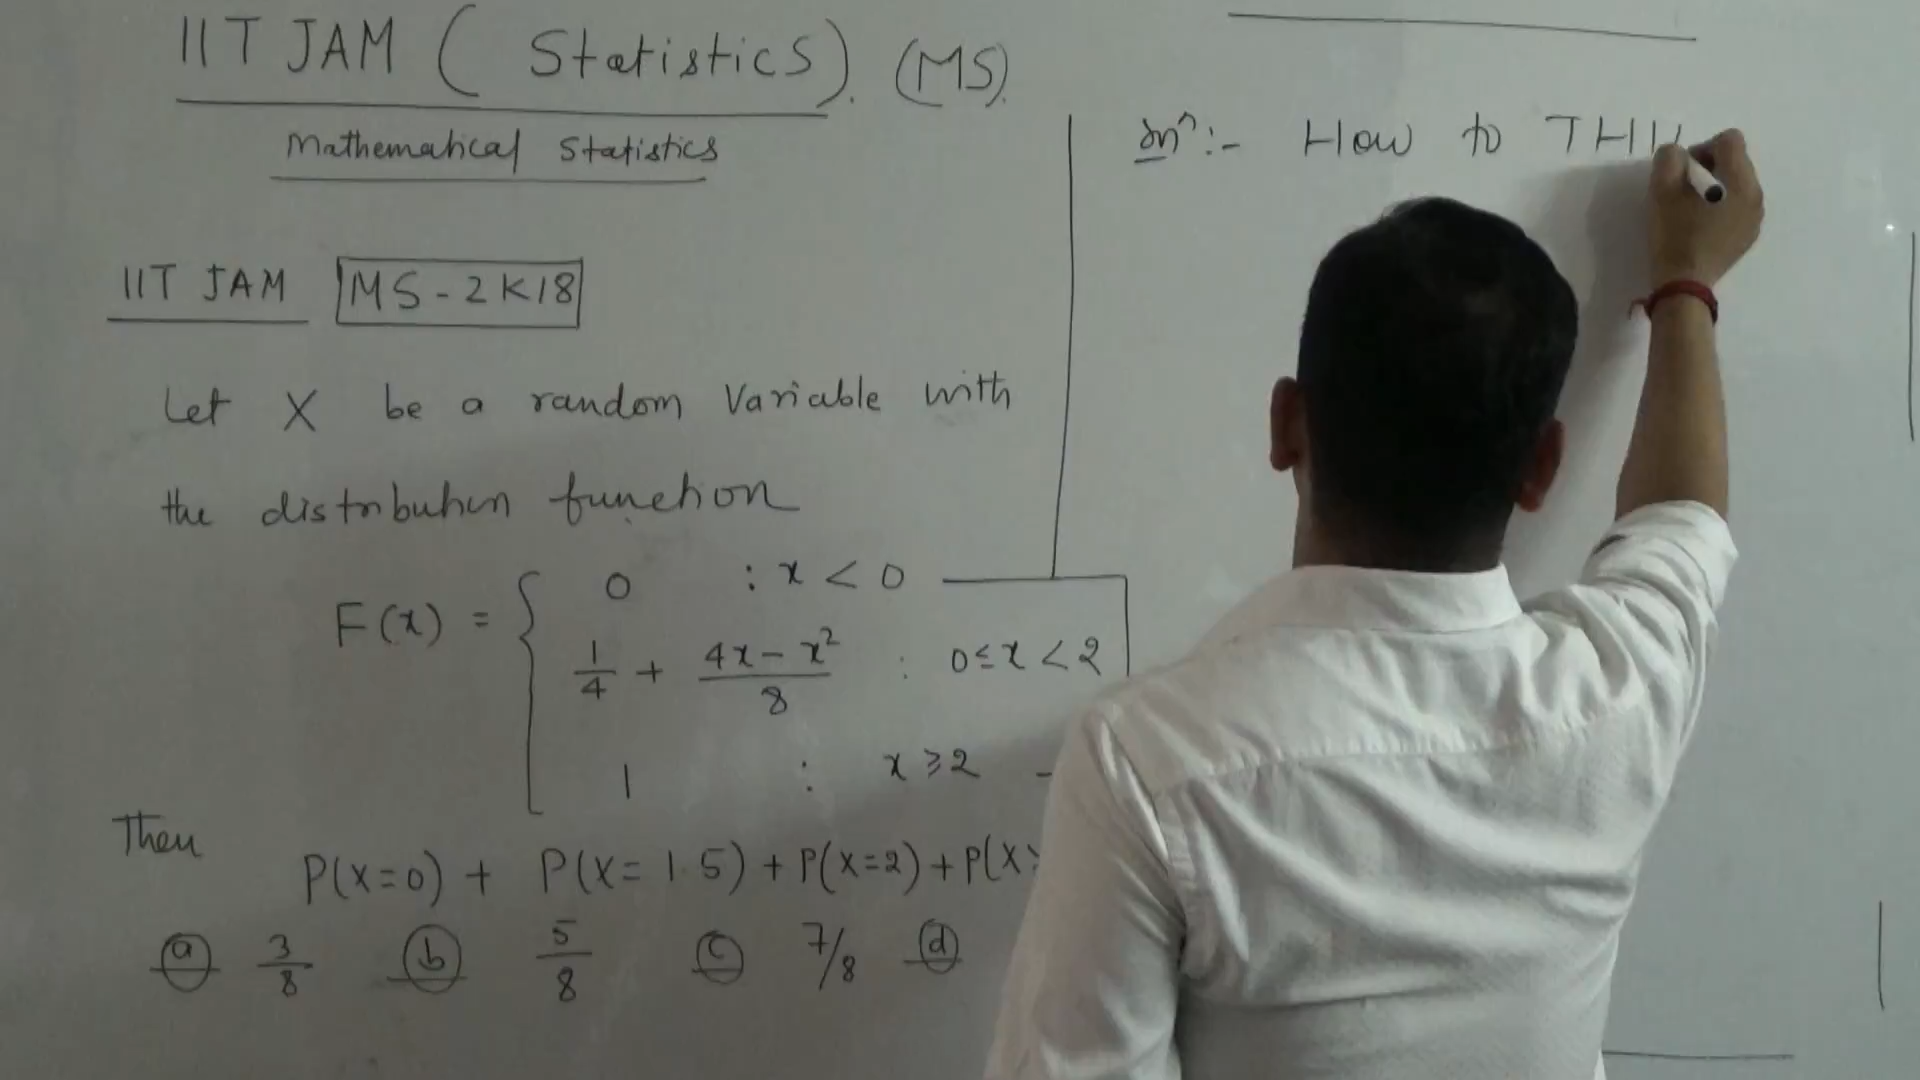 IIT JAM ( Statistics). (MS).
Mathematical Statistics
IIT JAM MS-2K18
Let X be a random Variable with
the distribution function
F(x) = { 0 : x < 0
1/4 + (4x - x²)/8 : 0 ≤ x < 2
1 : x ≥ 2
Then
P(X=0) + P(X=1.5) + P(X=2) + P(X
(a) 3/8 (b) 5/8 (c) 7/8 (d)
:- How to